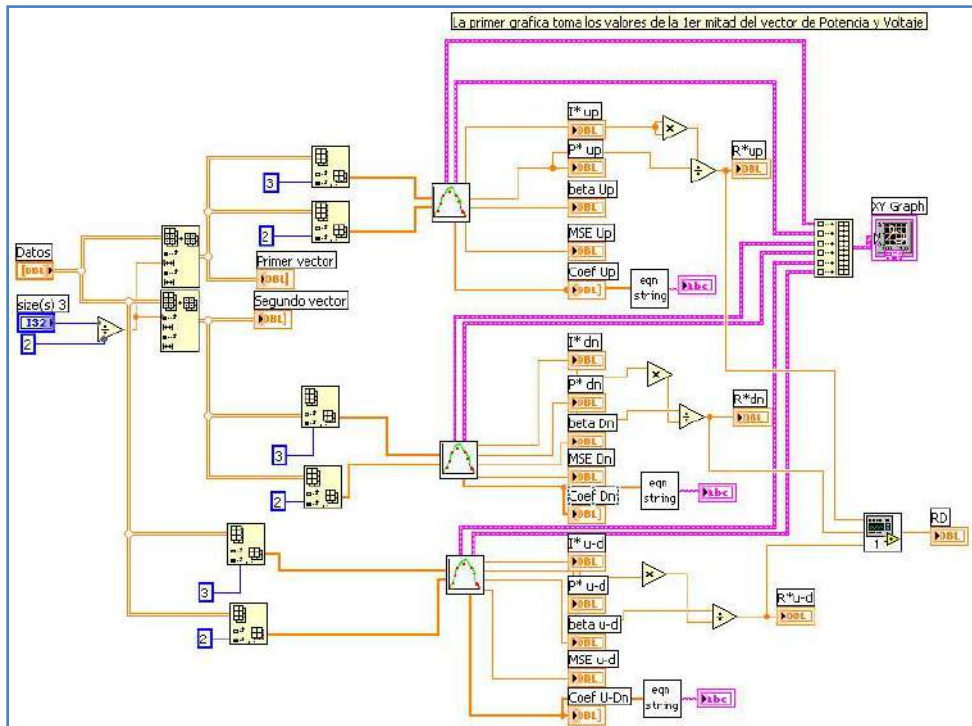 La primer grafica toma los valores de la 1er mitad del vector de Potencia y Voltaje
I* up
DBL
P* up
DBL
beta Up
DBL
MSE Up
DBL
Coef Up
DBL]
eqn
string
abc
R*up
DBL
XY Graph
3
2
Datos
[DBL
size(s) 3
I32
2
Primer vector
DBL]
Segundo vector
DBL]
I* dn
DBL
P* dn
DBL
beta Dn
DBL
MSE Dn
DBL
Coef Dn
DBL]
eqn
string
abc
R*dn
DBL
3
2
I* u-d
DBL
P* u-d
DBL
beta u-d
DBL
MSE u-d
DBL
Coef U-Dn
DBL]
eqn
string
abc
1
RD
DBL
R*u-d
DBL
3
2